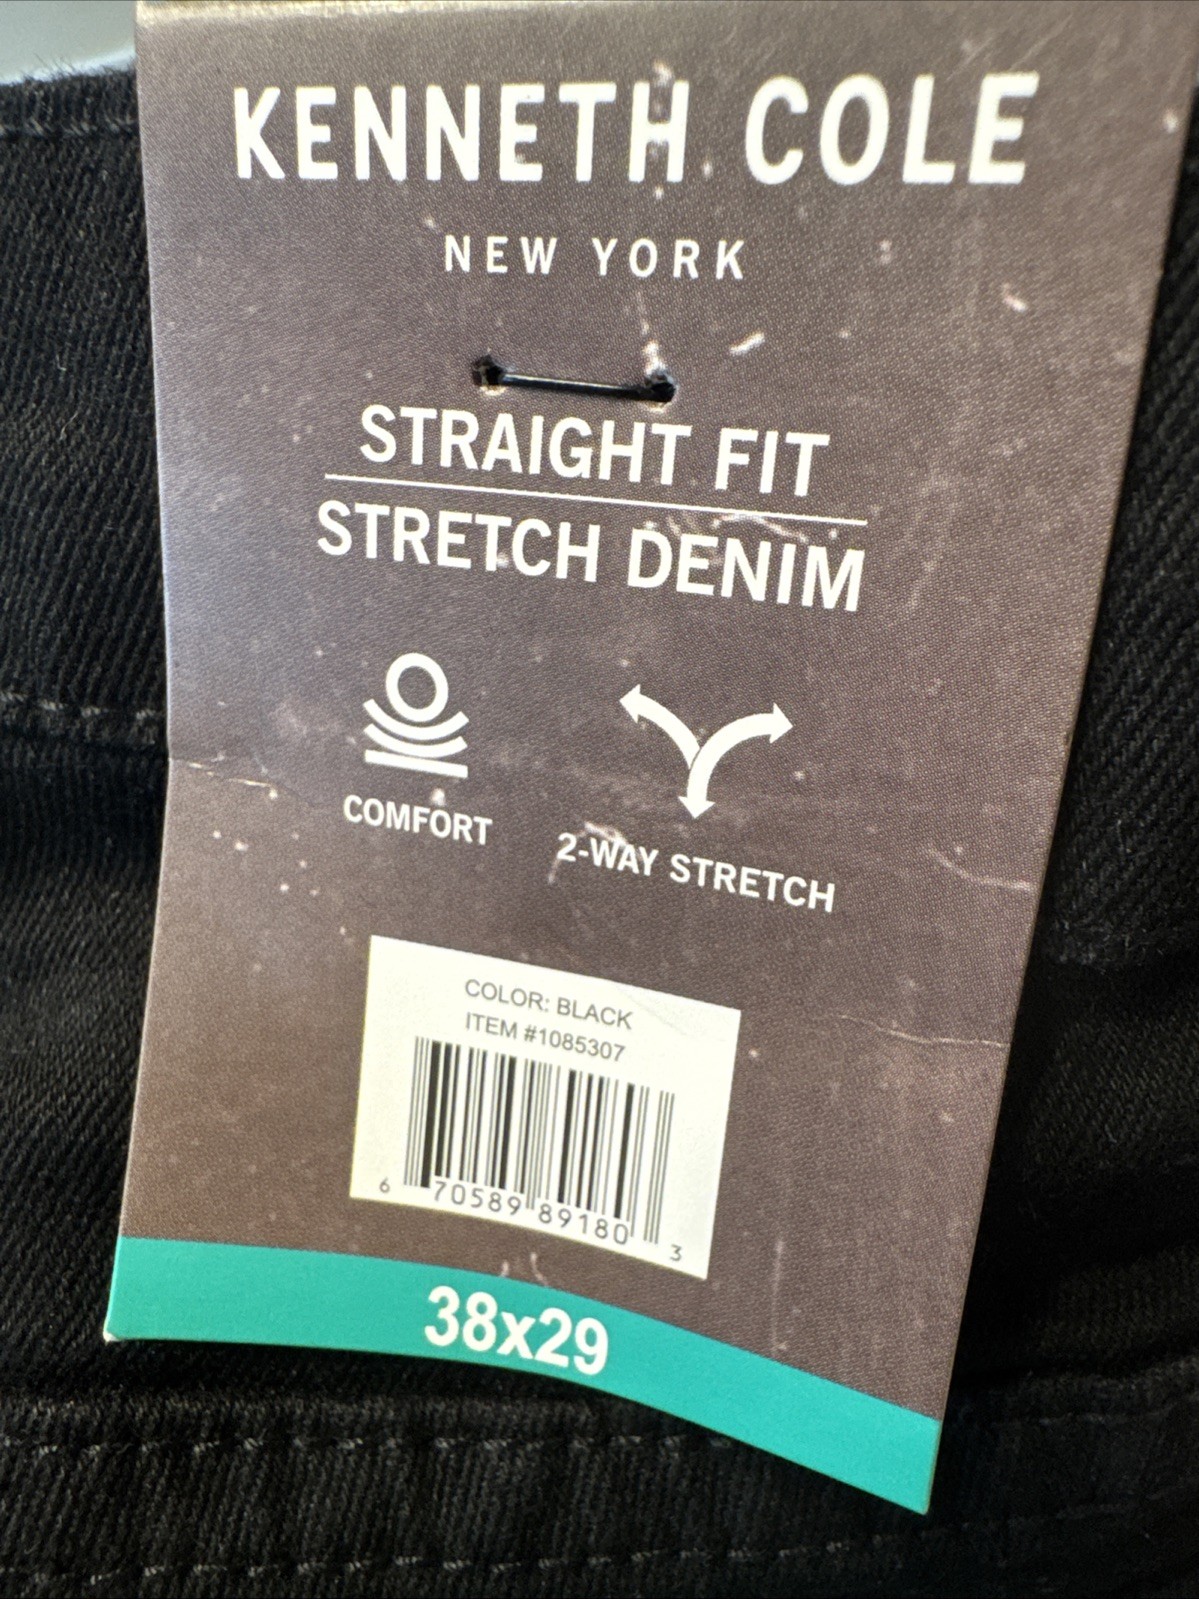 KENNETH COLE
NEW YORK
STRAIGHT FIT
STRETCH DENIM
COMFORT
2-WAY STRETCH
COLOR: BLACK
ITEM #1085307
6 70589 89180 3
38x29